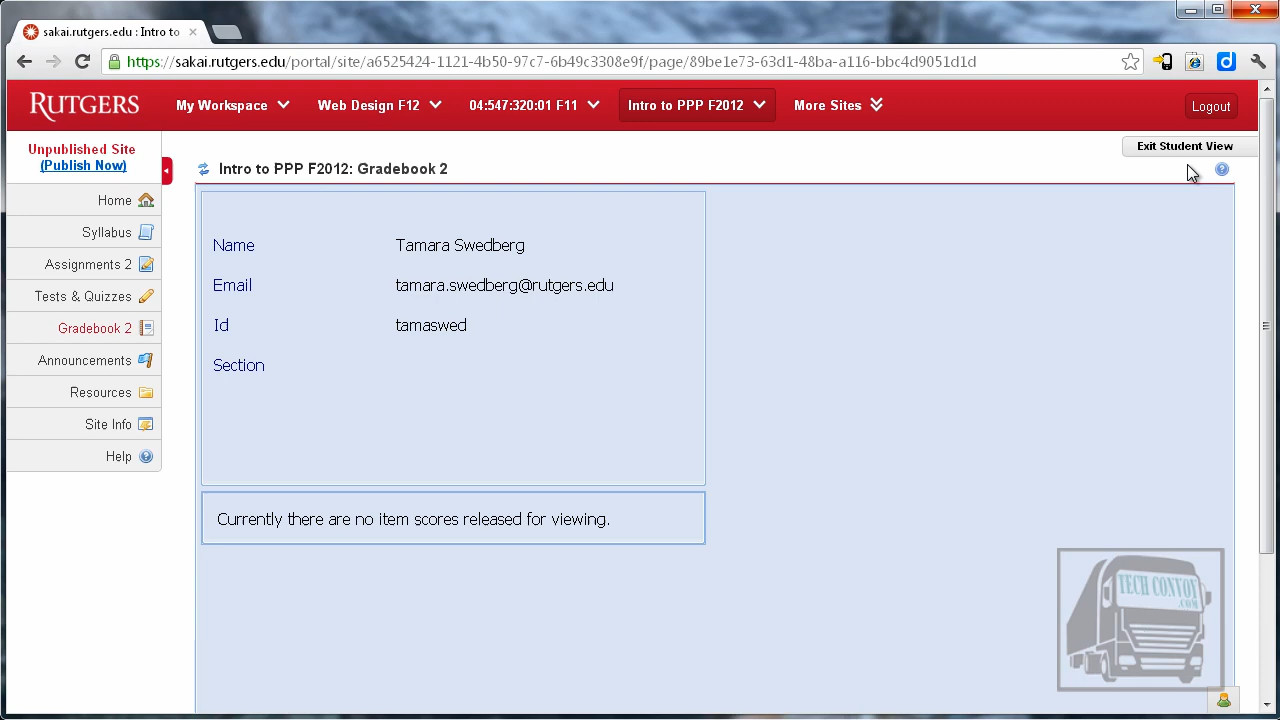 sakai.rutgers.edu : Intro to
https://sakai.rutgers.edu/portal/site/a6525424-1121-4b50-97c7-6b49c3308e9f/page/89be1e73-63d1-48ba-a116-bbc4d9051d1d
RUTGERS
My Workspace
Web Design F12
04:547:320:01 F11
Intro to PPP F2012
More Sites
Logout
Unpublished Site
(Publish Now)
Exit Student View
Intro to PPP F2012: Gradebook 2
Home
Syllabus
Assignments 2
Tests & Quizzes
Gradebook 2
Announcements
Resources
Site Info
Help
Name Tamara Swedberg
Email tamara.swedberg@rutgers.edu
Id tamaswed
Section
Currently there are no item scores released for viewing.
TECH CONVOY
.COM